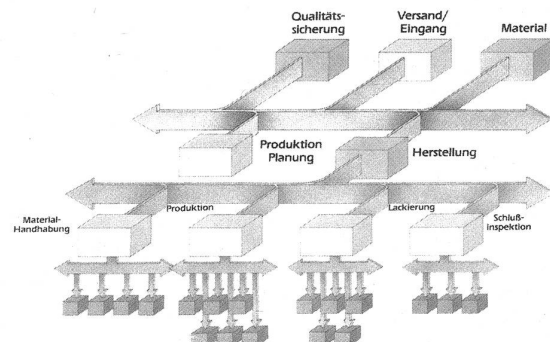 Qualitäts-
sicherung
Versand/
Eingang
Material
Produktion
Planung
Herstellung
Material-
Handhabung
Produktion
Lackierung
Schluß-
inspektion